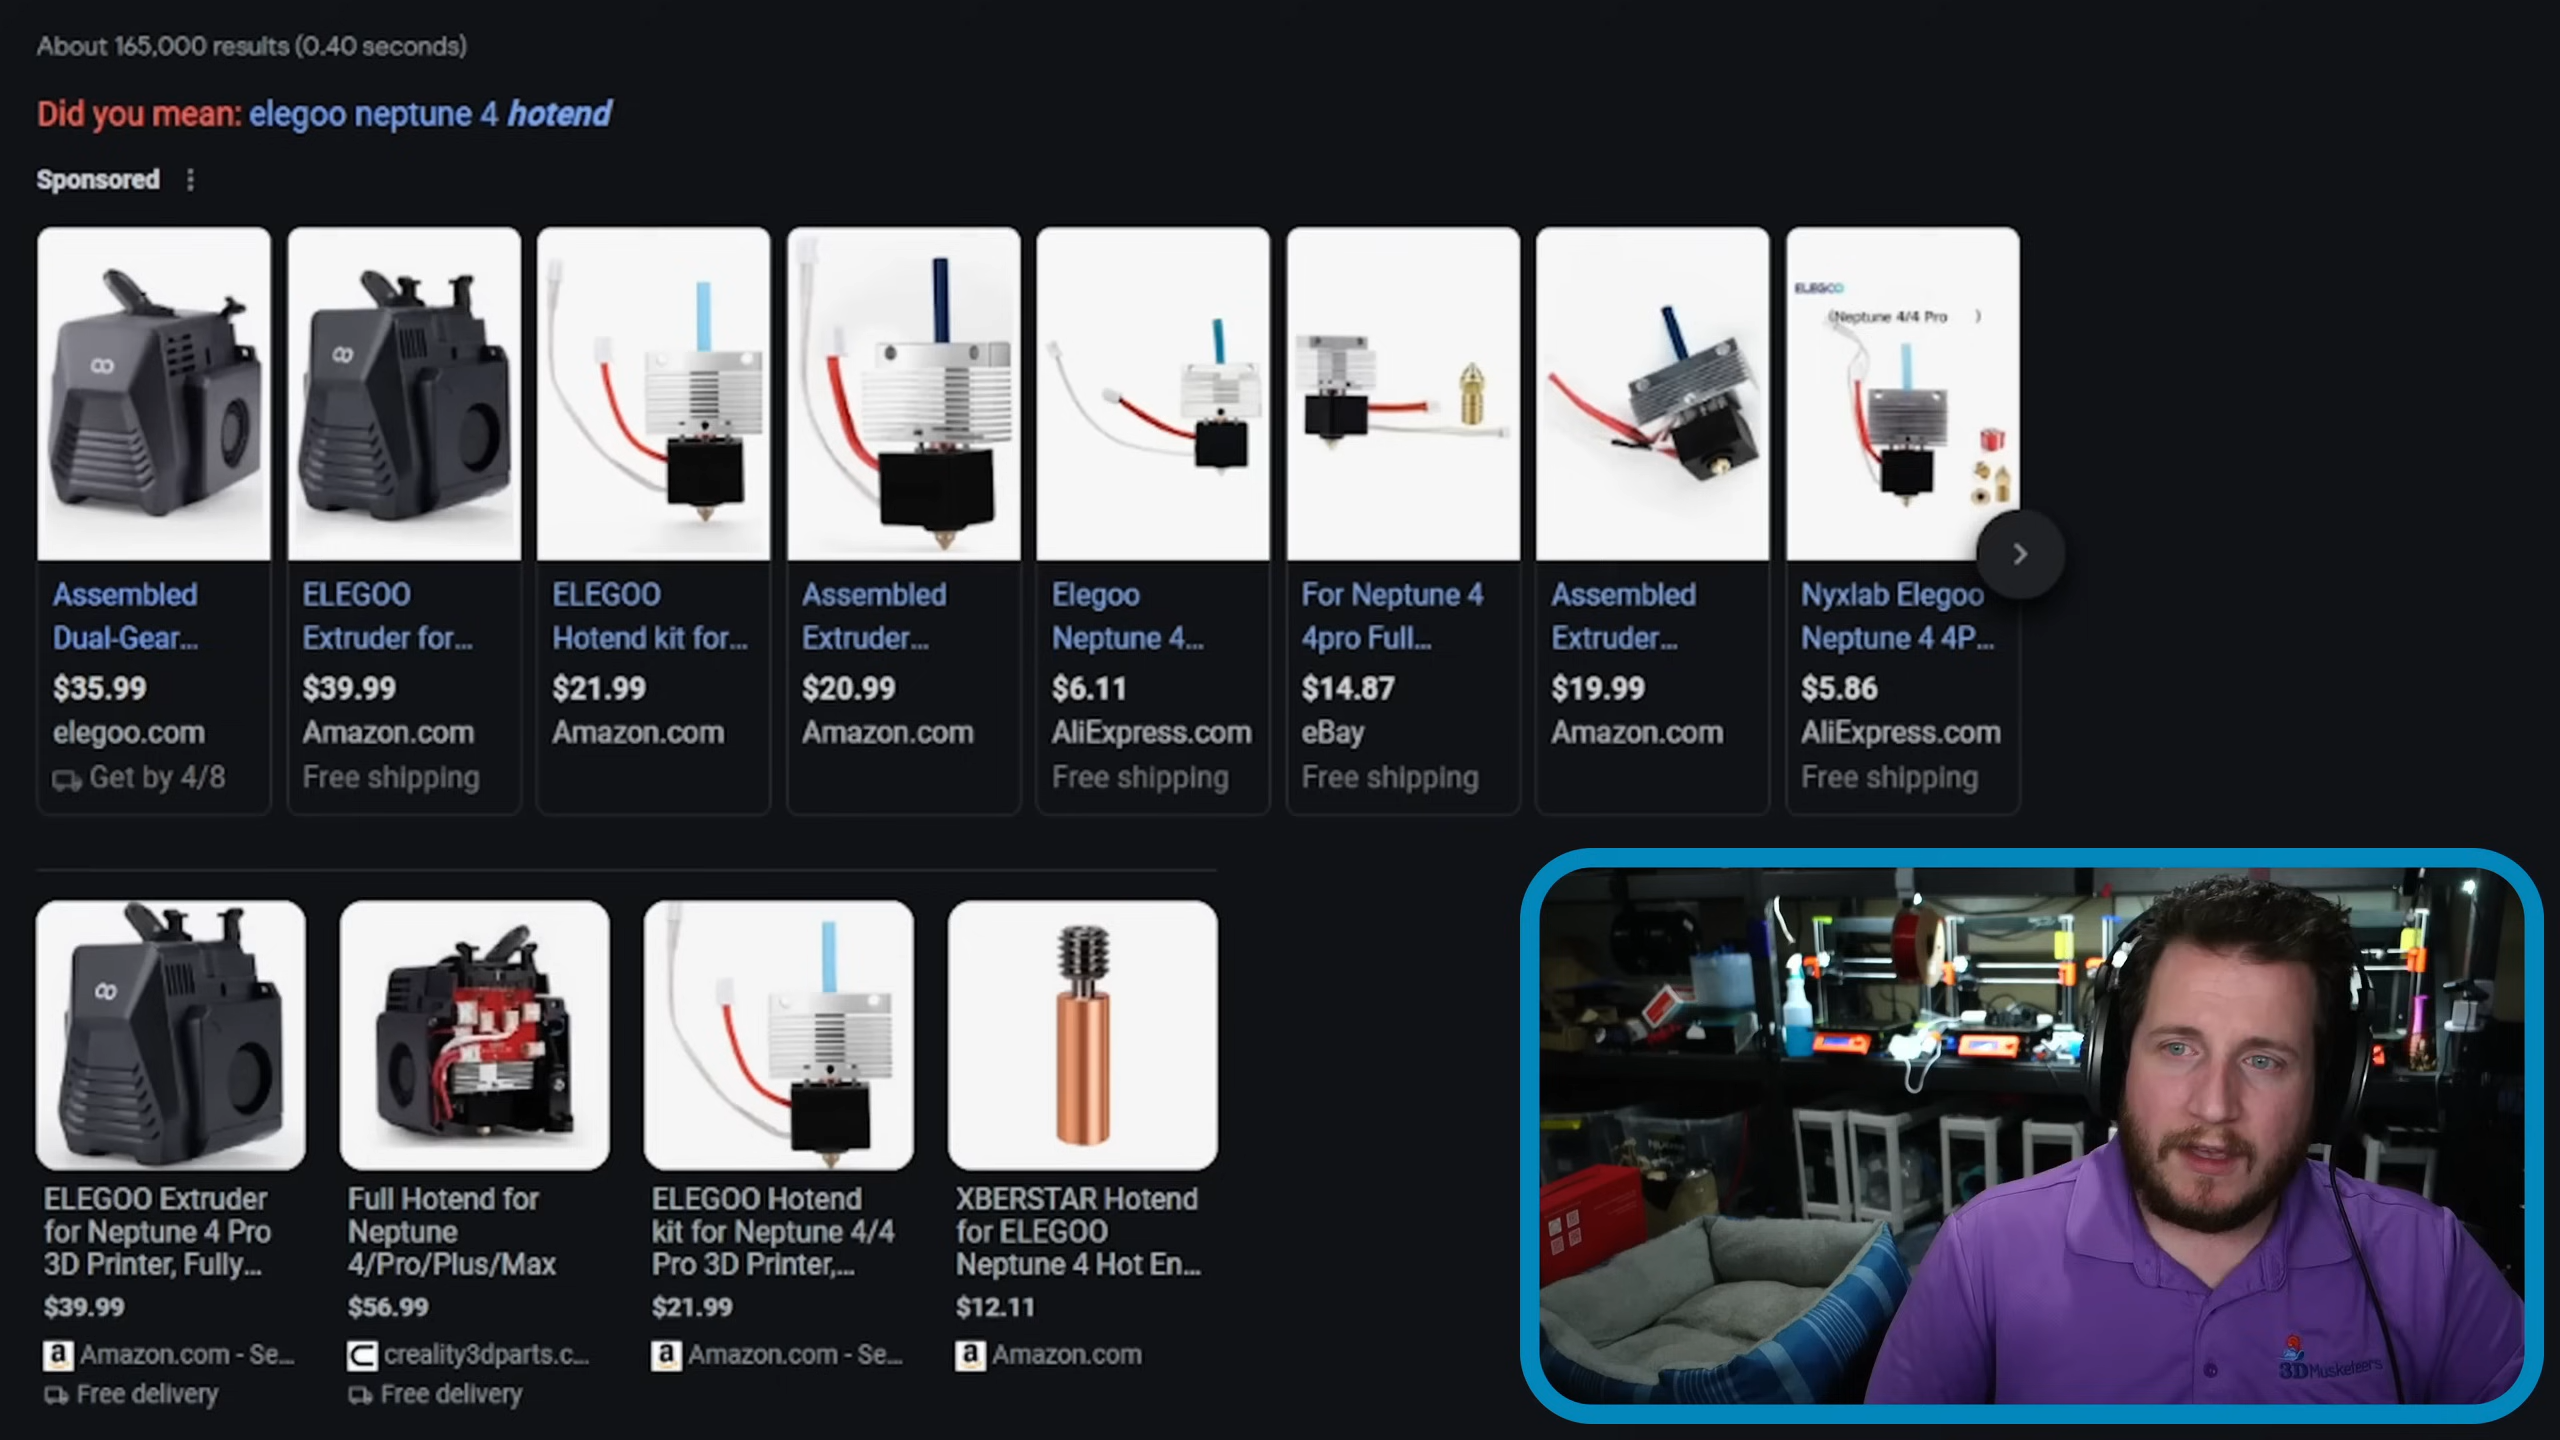 About 165,000 results (0.40 seconds)
Did you mean: elegoo neptune 4 hotend
Sponsored
Assembled
Dual-Gear...
$35.99
elegoo.com
Get by 4/8
ELEGOO
Extruder for...
$39.99
Amazon.com
Free shipping
ELEGOO
Hotend kit for...
$21.99
Amazon.com
Assembled
Extruder...
$20.99
Amazon.com
Elegoo
Neptune 4...
$6.11
AliExpress.com
Free shipping
For Neptune 4
4pro Full...
$14.87
eBay
Free shipping
Assembled
Extruder...
$19.99
Amazon.com
ELEGOO
(Neptune 4/4 Pro )
Nyxlab Elegoo
Neptune 4 4P...
$5.86
AliExpress.com
Free shipping
ELEGOO Extruder
for Neptune 4 Pro
3D Printer, Fully...
$39.99
Amazon.com - Se...
Free delivery
Full Hotend for
Neptune
4/Pro/Plus/Max
$56.99
creality3dparts.c...
Free delivery
ELEGOO Hotend
kit for Neptune 4/4
Pro 3D Printer,...
$21.99
Amazon.com - Se...
XBERSTAR Hotend
for ELEGOO
Neptune 4 Hot En...
$12.11
Amazon.com
3DMusketeers